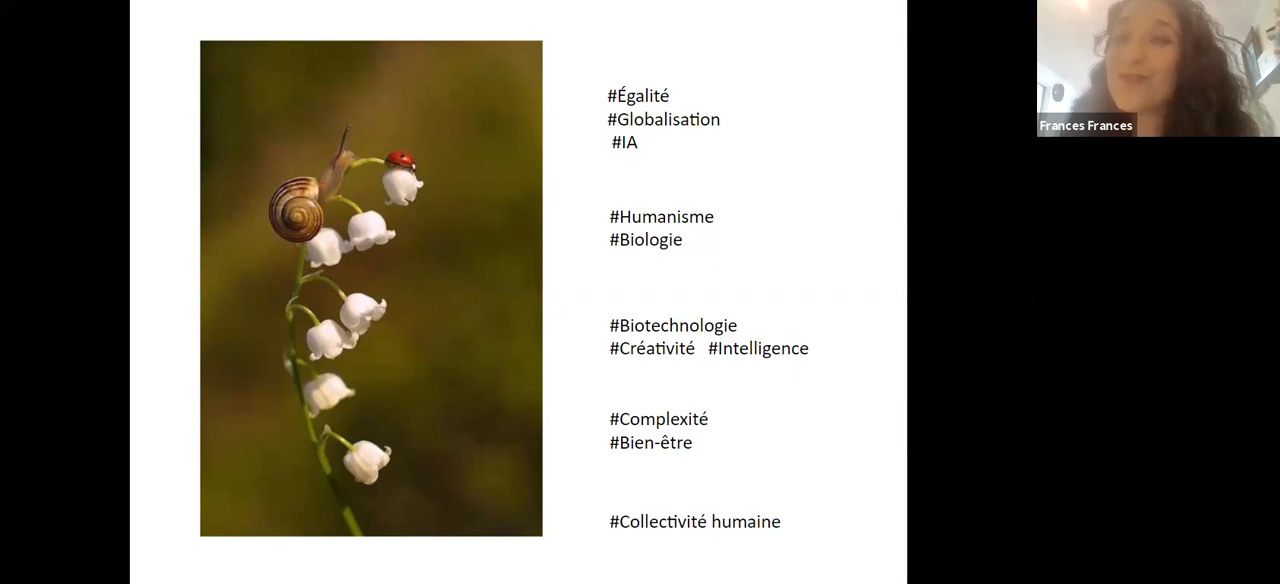 #Égalité
#Globalisation
#IA
#Humanisme
#Biologie
#Biotechnologie
#Créativité #Intelligence
#Complexité
#Bien-être
#Collectivité humaine
Frances Frances